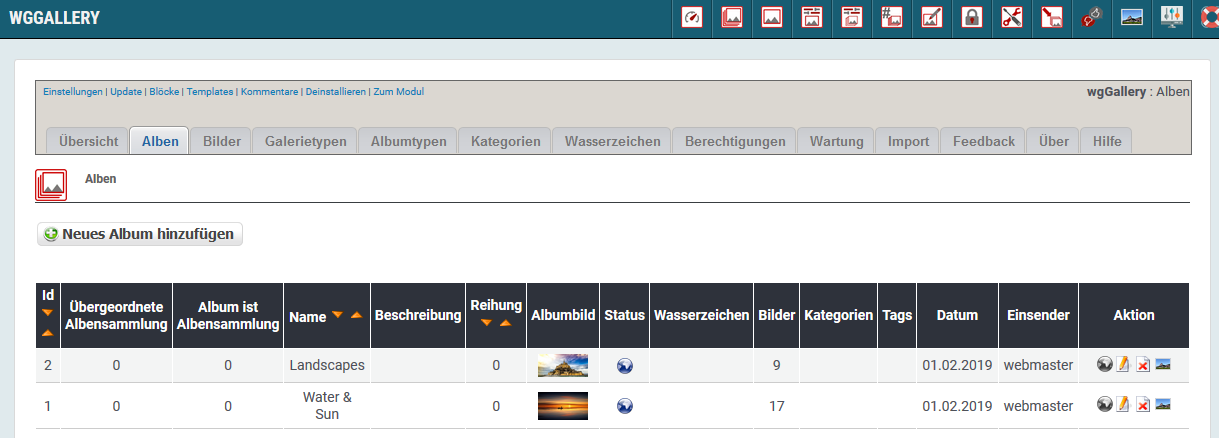 WGGALLERY
Einstellungen | Update | Blöcke | Templates | Kommentare | Deinstallieren | Zum Modul
wgGallery : Alben
Übersicht Alben Bilder Galerietypen Albumtypen Kategorien Wasserzeichen Berechtigungen Wartung Import Feedback Über Hilfe
Alben
Neues Album hinzufügen
Id Übergeordnete Albensammlung Album ist Albensammlung Name Beschreibung Reihung Albumbild Status Wasserzeichen Bilder Kategorien Tags Datum Einsender Aktion
2 0 0 Landscapes 0 9 01.02.2019 webmaster
1 0 0 Water & Sun 0 17 01.02.2019 webmaster